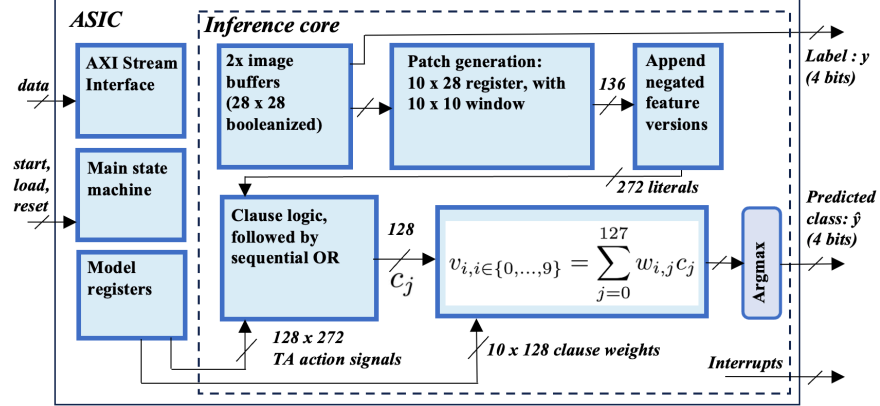 ASIC
Inference core
AXI Stream
Interface
data
2x image
buffers
(28 x 28
booleanized)
Patch generation:
10 x 28 register, with
10 x 10 window
136
Append
negated
feature
versions
Label : y
(4 bits)
start,
load,
reset
Main state
machine
272 literals
Model
registers
Clause logic,
followed by
sequential OR
128
c_j
v_{i,i∈{0,...,9}} = \sum_{j=0}^{127} w_{i,j}c_j
Argmax
Predicted
class: ŷ
(4 bits)
128 x 272
TA action signals
10 x 128 clause weights
Interrupts